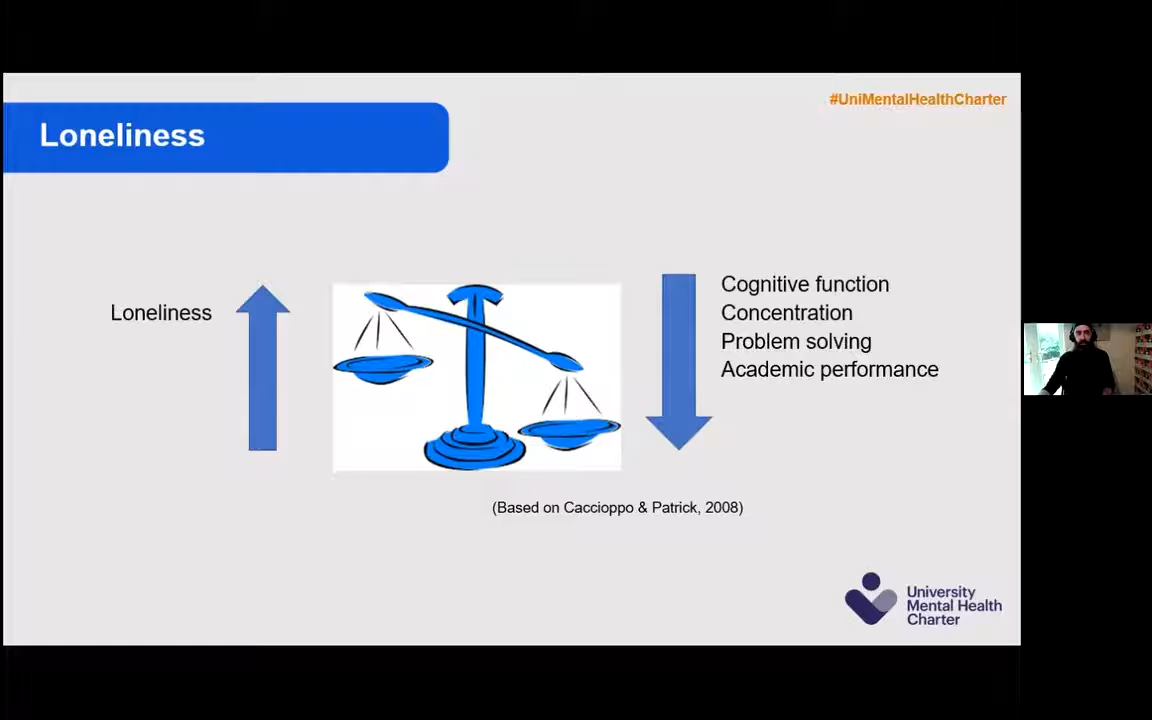 #UniMentalHealthCharter
Loneliness
Loneliness
Cognitive function
Concentration
Problem solving
Academic performance
(Based on Caccioppo & Patrick, 2008)
University
Mental Health
Charter